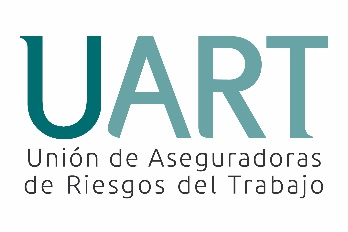 UART
Unión de Aseguradoras
de Riesgos del Trabajo